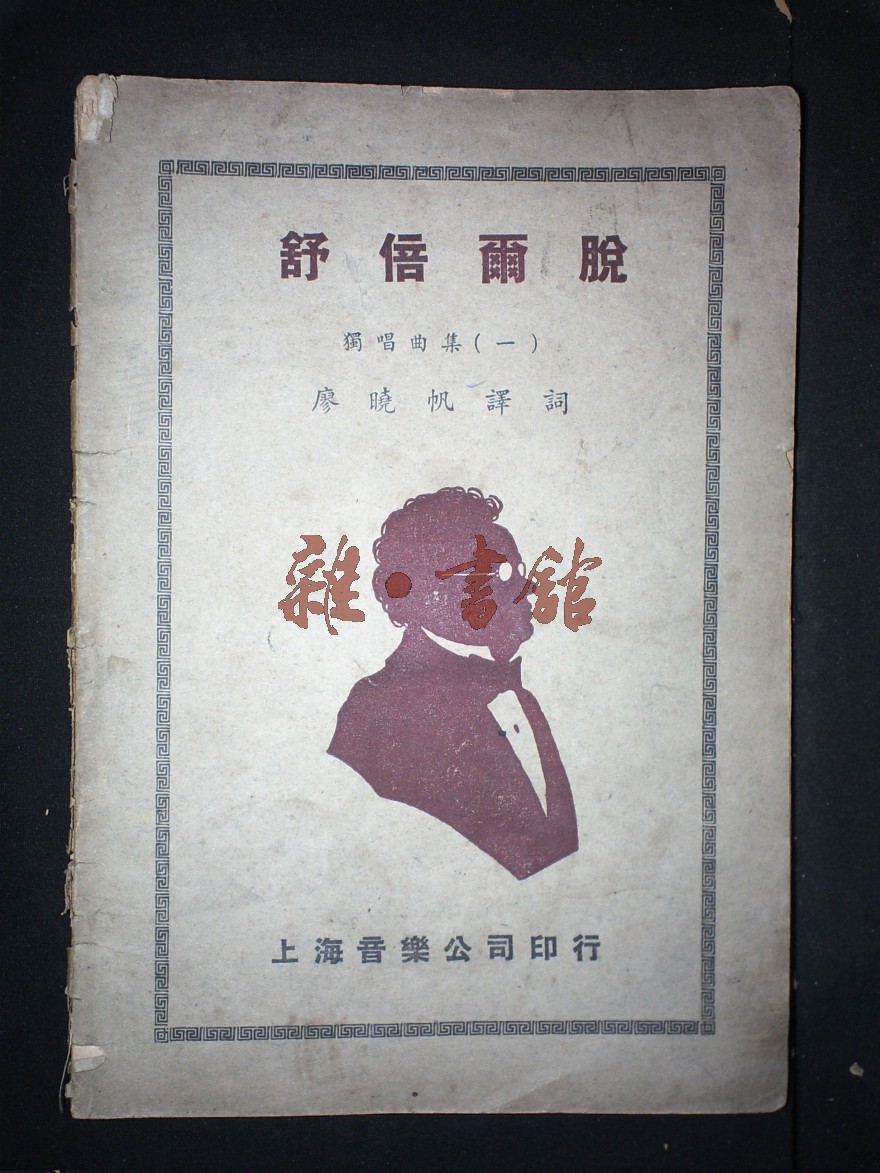 舒倍爾脫
獨唱曲集(一)
廖曉帆譯詞
雜·書館
上海音樂公司印行